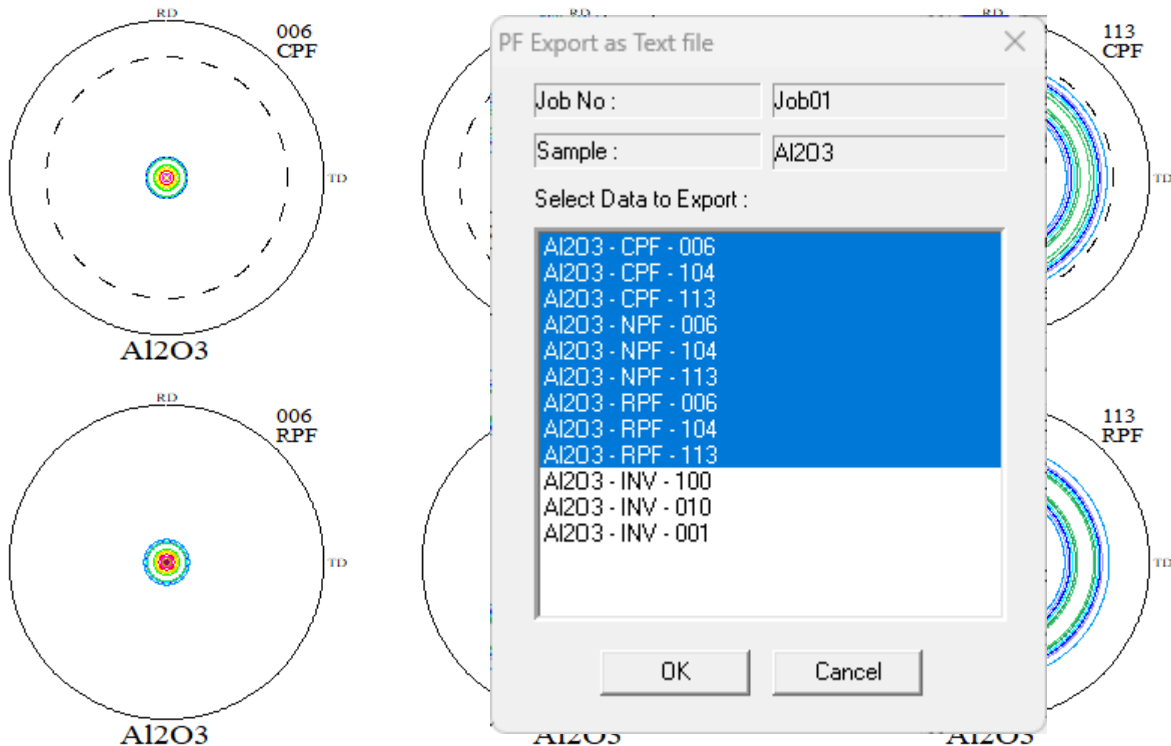 RD
006
CPF
TD
Al2O3
RD
113
CPF
TD
PF Export as Text file
Job No :
Job01
Sample :
Al2O3
Select Data to Export :
Al2O3 - CPF - 006
Al2O3 - CPF - 104
Al2O3 - CPF - 113
Al2O3 - NPF - 006
Al2O3 - NPF - 104
Al2O3 - NPF - 113
Al2O3 - RPF - 006
Al2O3 - RPF - 104
Al2O3 - RPF - 113
Al2O3 - INV - 100
Al2O3 - INV - 010
Al2O3 - INV - 001
OK
Cancel
RD
006
RPF
TD
Al2O3
113
RPF
TD
Al2O3
Al2O3